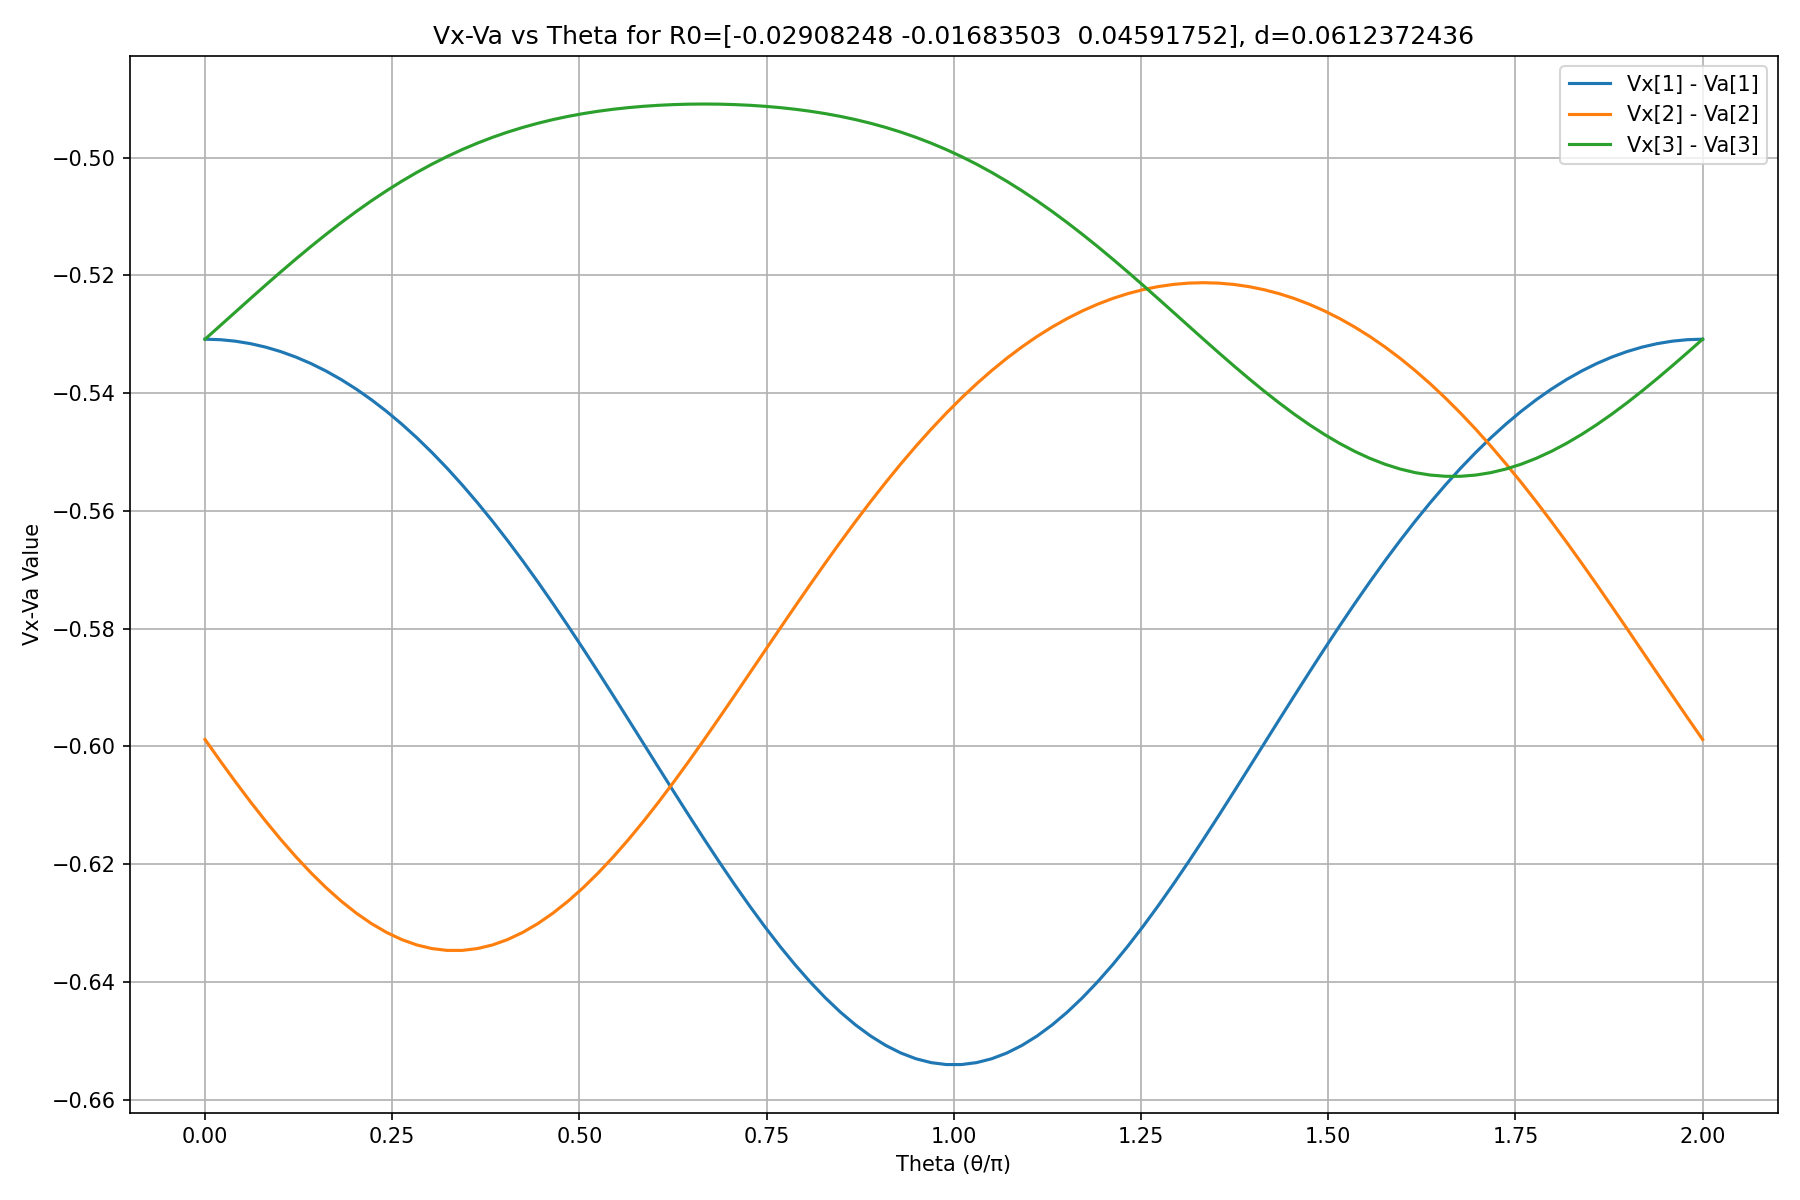 Vx-Va vs Theta for R0=[-0.02908248 -0.01683503  0.04591752], d=0.0612372436
Vx[1] - Va[1]
Vx[2] - Va[2]
Vx[3] - Va[3]
−0.50
−0.52
−0.54
−0.56
−0.58
−0.60
−0.62
−0.64
−0.66
Vx-Va Value
0.00 0.25 0.50 0.75 1.00 1.25 1.50 1.75 2.00
Theta (θ/π)